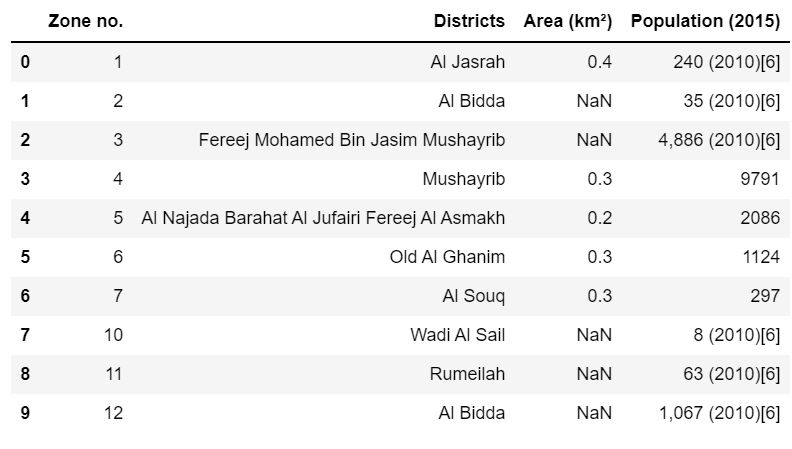 Zone no. Districts Area (km²) Population (2015)
0 1 Al Jasrah 0.4 240 (2010)[6]
1 2 Al Bidda NaN 35 (2010)[6]
2 3 Fereej Mohamed Bin Jasim Mushayrib NaN 4,886 (2010)[6]
3 4 Mushayrib 0.3 9791
4 5 Al Najada Barahat Al Jufairi Fereej Al Asmakh 0.2 2086
5 6 Old Al Ghanim 0.3 1124
6 7 Al Souq 0.3 297
7 10 Wadi Al Sail NaN 8 (2010)[6]
8 11 Rumeilah NaN 63 (2010)[6]
9 12 Al Bidda NaN 1,067 (2010)[6]